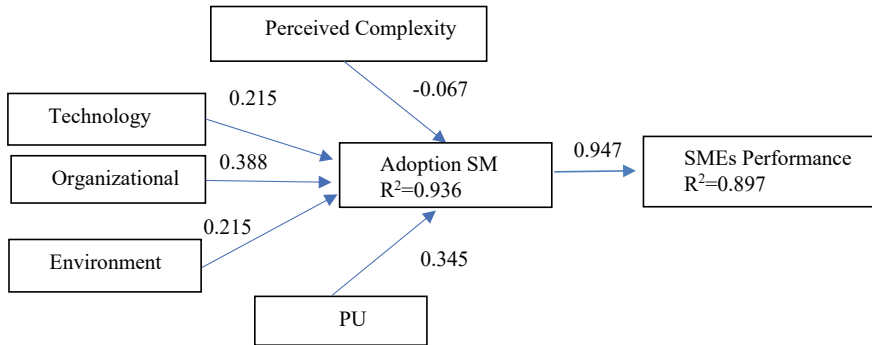 Perceived Complexity
-0.067
Technology
0.215
Organizational
0.388
Environment
0.215
Adoption SM
R²=0.936
0.947
SMEs Performance
R²=0.897
0.345
PU